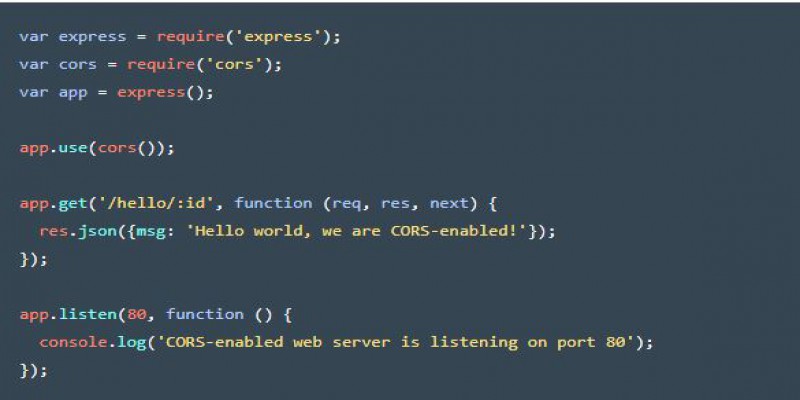 var express = require('express');
var cors = require('cors');
var app = express();
app.use(cors());
app.get('/hello/:id', function (req, res, next) {
res.json({msg: 'Hello world, we are CORS-enabled!'});
});
app.listen(80, function () {
console.log('CORS-enabled web server is listening on port 80');
});